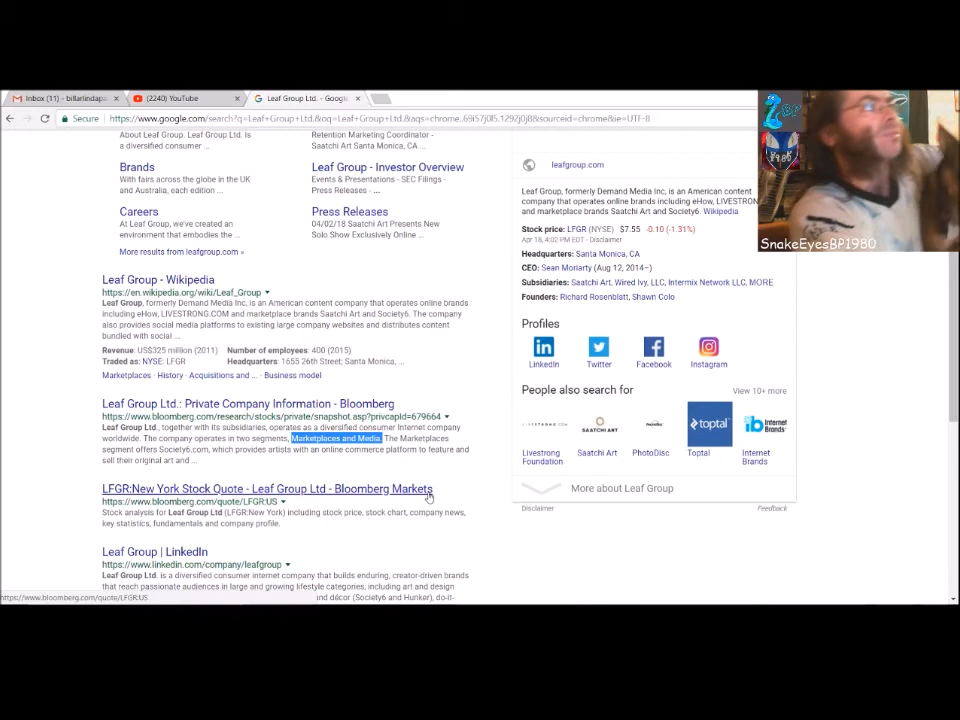 Inbox (11) - billarlindapa
(2240) YouTube
Leaf Group Ltd. - Google
Secure
https://www.google.com/search?q=Leaf+Group+Ltd.&oq=Leaf+Group+Ltd.&aqs=chrome..69i57j0l5.1292j0j8&sourceid=chrome&ie=UTF-8
About Leaf Group. Leaf Group Ltd. is
a diversified consumer ...
Retention Marketing Coordinator -
Saatchi Art Santa Monica, CA ...
Brands
With fairs across the globe in the UK
and Australia, each edition ...
Leaf Group - Investor Overview
Events & Presentations - SEC Filings -
Press Releases - ...
Careers
At Leaf Group, we've created an
environment that embodies the ...
Press Releases
04/02/18 Saatchi Art Presents New
Solo Show Exclusively Online ...
More results from leafgroup.com »
Leaf Group - Wikipedia
https://en.wikipedia.org/wiki/Leaf_Group
Leaf Group, formerly Demand Media Inc, is an American content company that operates online brands
including eHow, LIVESTRONG.COM and marketplace brands Saatchi Art and Society6. The company
also provides social media platforms to existing large company websites and distributes content
bundled with social ...
Revenue: US$325 million (2011) Number of employees: 400 (2015)
Traded as: NYSE: LFGR Headquarters: 1655 26th Street; Santa Monica, ...
Marketplaces · History · Acquisitions and ... · Business model
Leaf Group Ltd.: Private Company Information - Bloomberg
https://www.bloomberg.com/research/stocks/private/snapshot.asp?privcapId=679664
Leaf Group Ltd., together with its subsidiaries, operates as a diversified consumer Internet company
worldwide. The company operates in two segments, Marketplaces and Media. The Marketplaces
segment offers Society6.com, which provides artists with an online commerce platform to feature and
sell their original art and ...
LFGR:New York Stock Quote - Leaf Group Ltd - Bloomberg Markets
https://www.bloomberg.com/quote/LFGR:US
Stock analysis for Leaf Group Ltd (LFGR:New York) including stock price, stock chart, company news,
key statistics, fundamentals and company profile.
Leaf Group | LinkedIn
https://www.linkedin.com/company/leafgroup
Leaf Group Ltd. is a diversified consumer internet company that builds enduring, creator-driven brands
that reach passionate audiences in large and growing lifestyle categories, including art and design
https://www.bloomberg.com/quote/LFGR:US
nd décor (Society6 and Hunker), do-it-
leafgroup.com
Leaf Group, formerly Demand Media Inc, is an American content
company that operates online brands including eHow, LIVESTRONG
and marketplace brands Saatchi Art and Society6. Wikipedia
Stock price: LFGR (NYSE) $7.55 -0.10 (-1.31%)
Apr 18, 4:02 PM EDT - Disclaimer
Headquarters: Santa Monica, CA
CEO: Sean Moriarty (Aug 12, 2014–)
Subsidiaries: Saatchi Art, Wired Ivy, LLC, Intermix Network LLC, MORE
Founders: Richard Rosenblatt, Shawn Colo
Profiles
LinkedIn
Twitter
Facebook
Instagram
People also search for
View 10+ more
SAATCHI ART
toptal
Internet Brands
Livestrong
Foundation
Saatchi Art
PhotoDisc
Toptal
Internet
Brands
More about Leaf Group
Disclaimer
Feedback
BP
1980
SnakeEyesBP1980